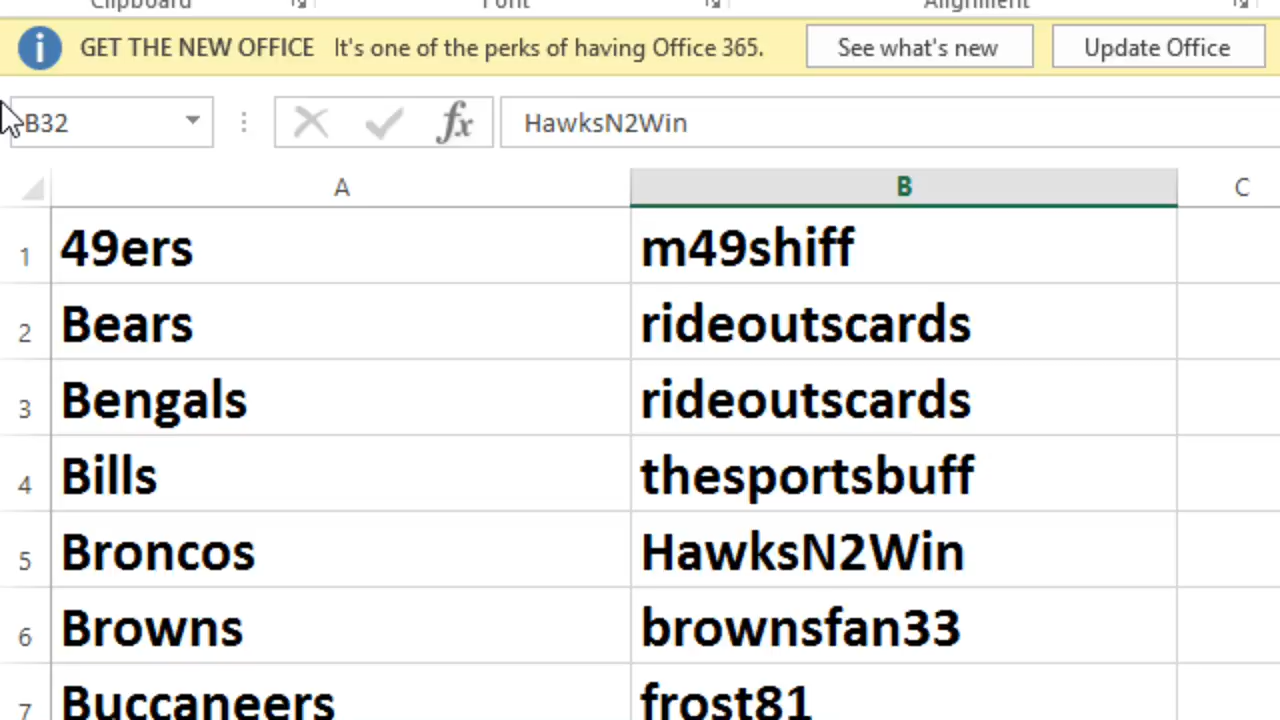 Clipboard Font Alignment
GET THE NEW OFFICE It's one of the perks of having Office 365. See what's new Update Office
B32 fx HawksN2Win
A B C
1 49ers m49shiff
2 Bears rideoutscards
3 Bengals rideoutscards
4 Bills thesportsbuff
5 Broncos HawksN2Win
6 Browns brownsfan33
7 Buccaneers frost81